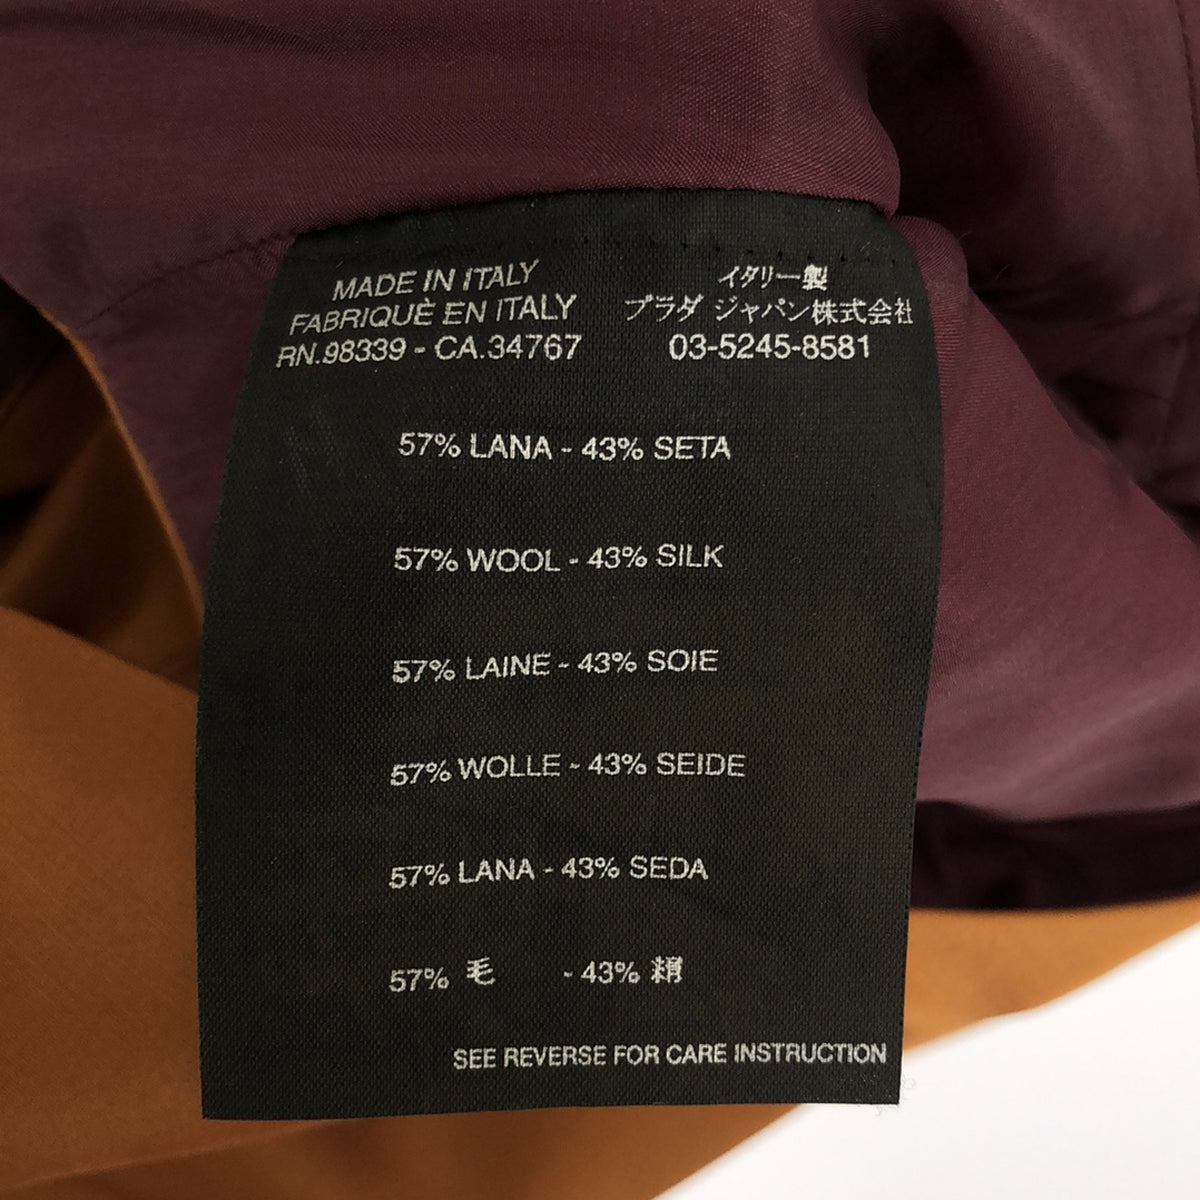 MADE IN ITALY
FABRIQUÈ EN ITALY
RN.98339 - CA.34767
イタリー製
プラダ ジャパン株式会社
03-5245-8581
57% LANA - 43% SETA
57% WOOL - 43% SILK
57% LAINE - 43% SOIE
57% WOLLE - 43% SEIDE
57% LANA - 43% SEDA
57% 毛 - 43% 絹
SEE REVERSE FOR CARE INSTRUCTION